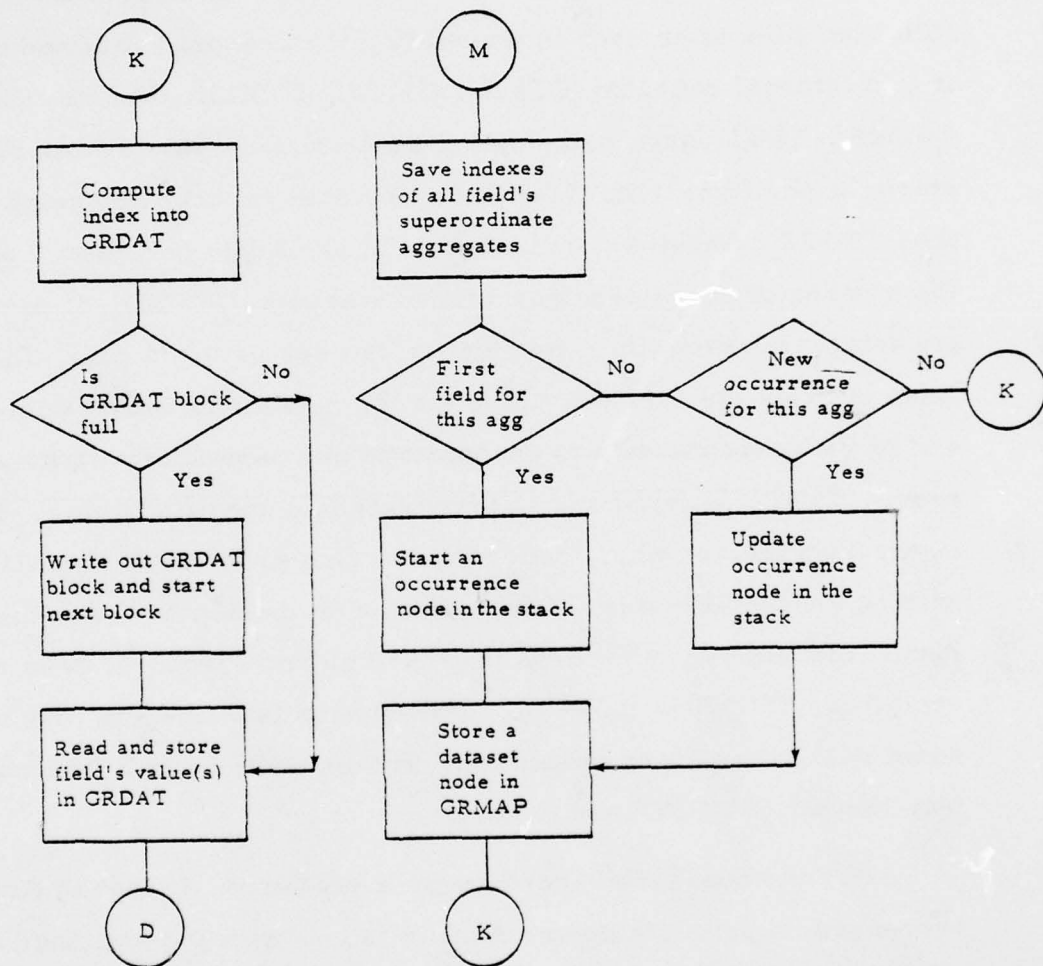 K
Compute
index into
GRDAT
Is
GRDAT block
full
No
Yes
Write out GRDAT
block and start
next block
Read and store
field's value(s)
in GRDAT
D
M
Save indexes
of all field's
superordinate
aggregates
First
field for
this agg
No
Yes
Start an
occurrence
node in the stack
Store a
dataset
node in
GRMAP
K
New
occurrence
for this agg
No
K
Yes
Update
occurrence
node in the
stack